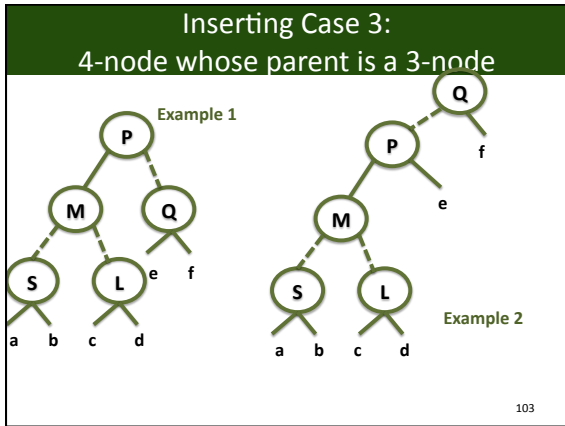 Inserting Case 3:
4-node whose parent is a 3-node
Example 1
P
M
Q
S
L
e f
a b c d
Q
P
f
e
M
S
L
a b c d
Example 2
103